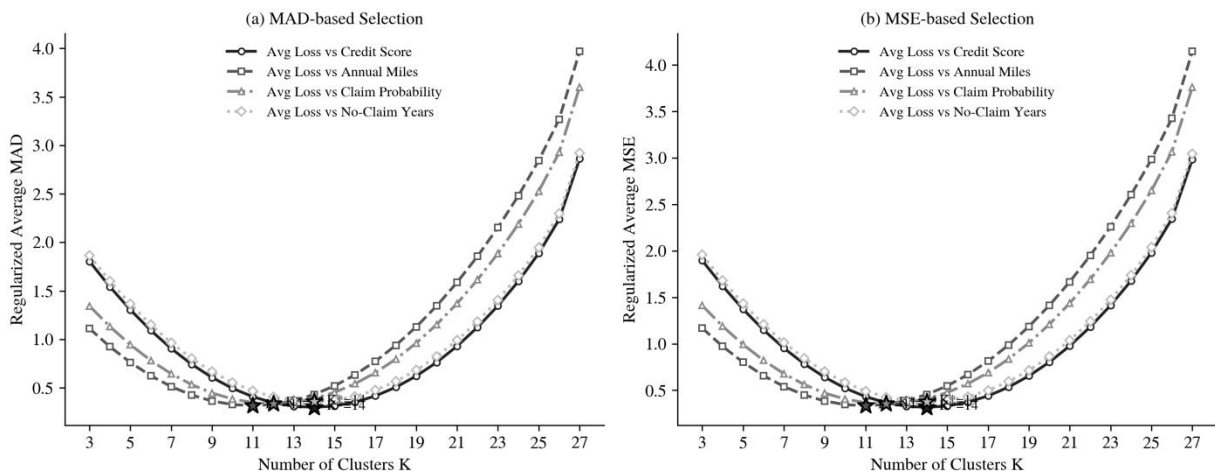 (a) MAD-based Selection
Regularized Average MAD
4.0
3.5
3.0
2.5
2.0
1.5
1.0
0.5
Avg Loss vs Credit Score
Avg Loss vs Annual Miles
Avg Loss vs Claim Probability
Avg Loss vs No-Claim Years
3 5 7 9 11 13 15 17 19 21 23 25 27
Number of Clusters K
(b) MSE-based Selection
Regularized Average MSE
4.0
3.5
3.0
2.5
2.0
1.5
1.0
0.5
Avg Loss vs Credit Score
Avg Loss vs Annual Miles
Avg Loss vs Claim Probability
Avg Loss vs No-Claim Years
3 5 7 9 11 13 15 17 19 21 23 25 27
Number of Clusters K